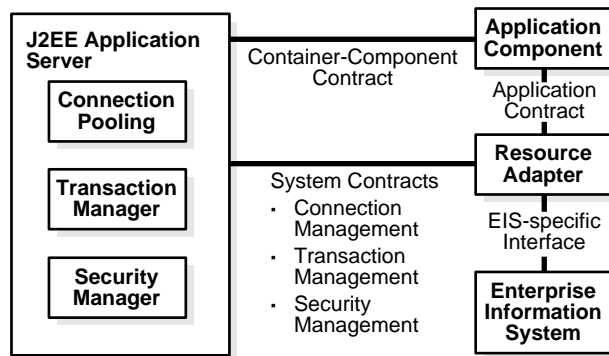 J2EE Application
Server
Connection
Pooling
Transaction
Manager
Security
Manager
Container-Component
Contract
System Contracts
▪ Connection
Management
▪ Transaction
Management
▪ Security
Management
Application
Component
Application
Contract
Resource
Adapter
EIS-specific
Interface
Enterprise
Information
System